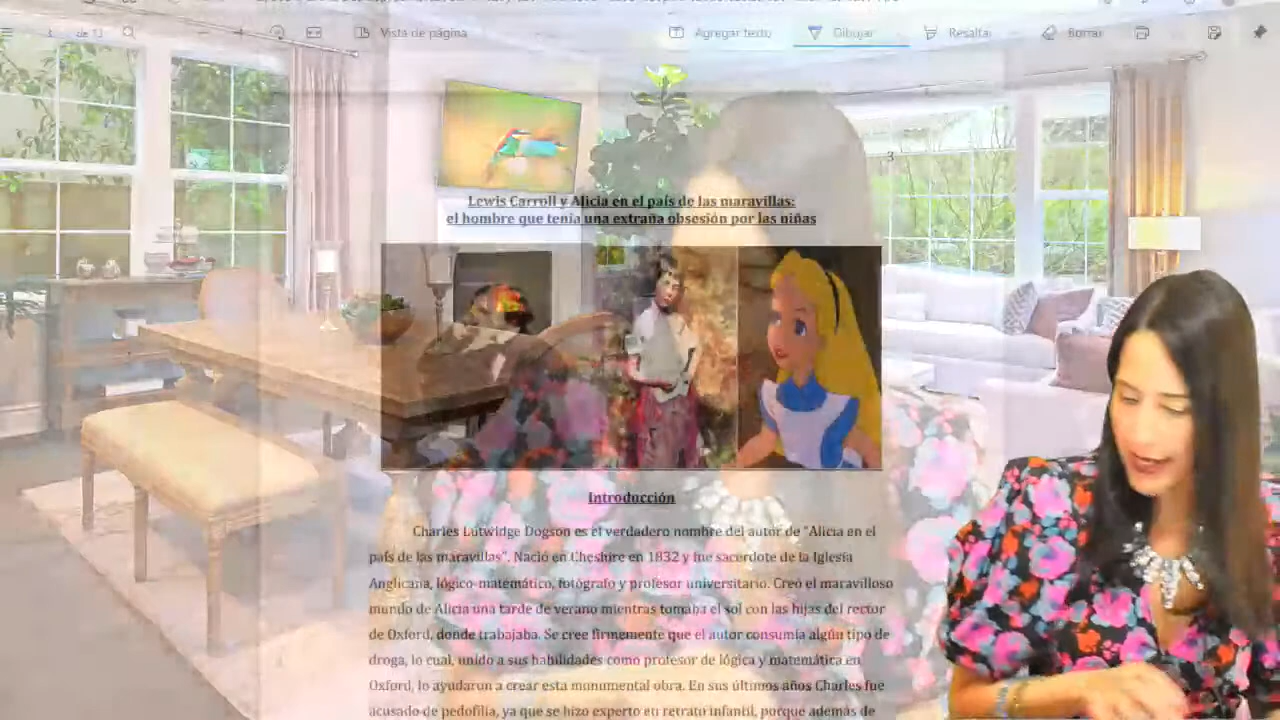 de 13
Vista de página
Agregar texto
Dibujar
Resaltar
Borrar
3
Lewis Carroll y Alicia en el país de las maravillas:
el hombre que tenía una extraña obsesión por las niñas
Introducción
Charles Lutwidge Dogson es el verdadero nombre del autor de "Alicia en el
país de las maravillas". Nació en Cheshire en 1832 y fue sacerdote de la Iglesia
Anglicana, lógico-matemático, fotógrafo y profesor universitario. Creó el maravilloso
mundo de Alicia una tarde de verano mientras tomaba el sol con las hijas del rector
de Oxford, donde trabajaba. Se cree firmemente que el autor consumía algún tipo de
droga, lo cual, unido a sus habilidades como profesor de lógica y matemática en
Oxford, lo ayudaron a crear esta monumental obra. En sus últimos años Charles fue
acusado de pedofilia, ya que se hizo experto en retrato infantil, porque además de